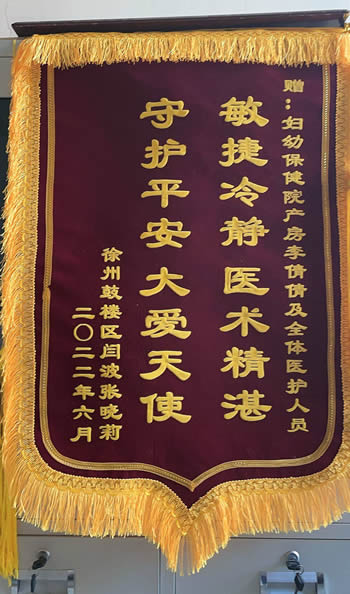 赠：妇幼保健院产房李倩倩及全体医护人员
敏捷冷静医术精湛
守护平安大爱天使
徐州鼓楼区闫波张晓莉
二〇二二年六月